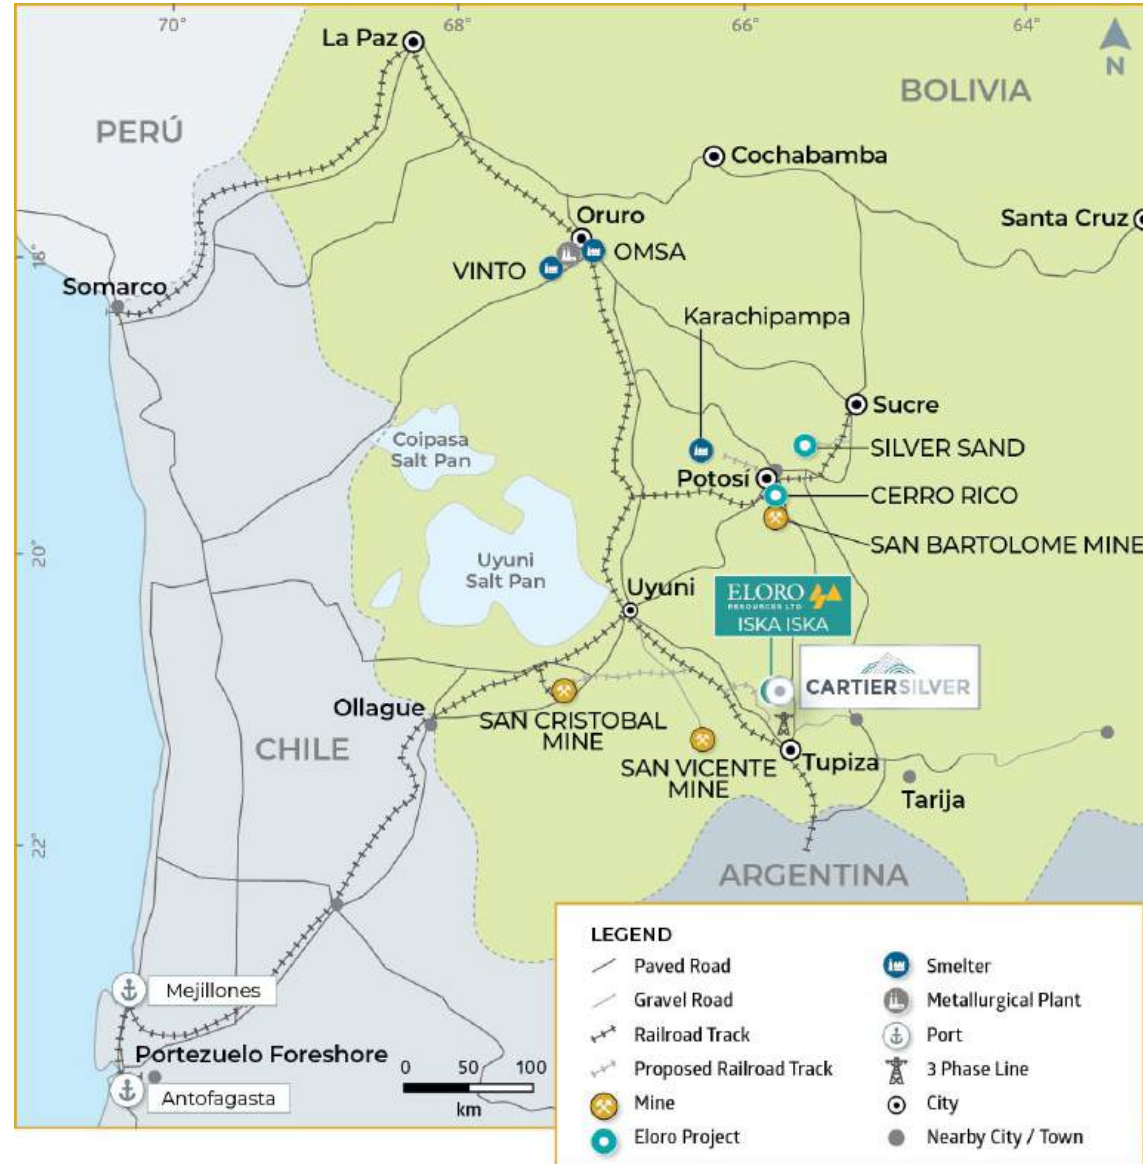 70°
68°
66°
64°
La Paz
N
BOLIVIA
PERÚ
Cochabamba
Oruro
Santa Cruz
OMSA
18°
VINTO
Somarco
Karachipampa
Sucre
Coipasa
Salt Pan
SILVER SAND
Potosí
CERRO RICO
SAN BARTOLOME MINE
20°
Uyuni
Salt Pan
Uyuni
ELORO
RESOURCES LTD
ISKA ISKA
CARTIERSILVER
Ollague
SAN CRISTOBAL
MINE
CHILE
SAN VICENTE
MINE
Tupiza
Tarija
22°
ARGENTINA
Mejillones
Portezuelo Foreshore
Antofagasta
0 50 100
km
LEGEND
Paved Road
Gravel Road
Railroad Track
Proposed Railroad Track
Mine
Eloro Project
Smelter
Metallurgical Plant
Port
3 Phase Line
City
Nearby City / Town